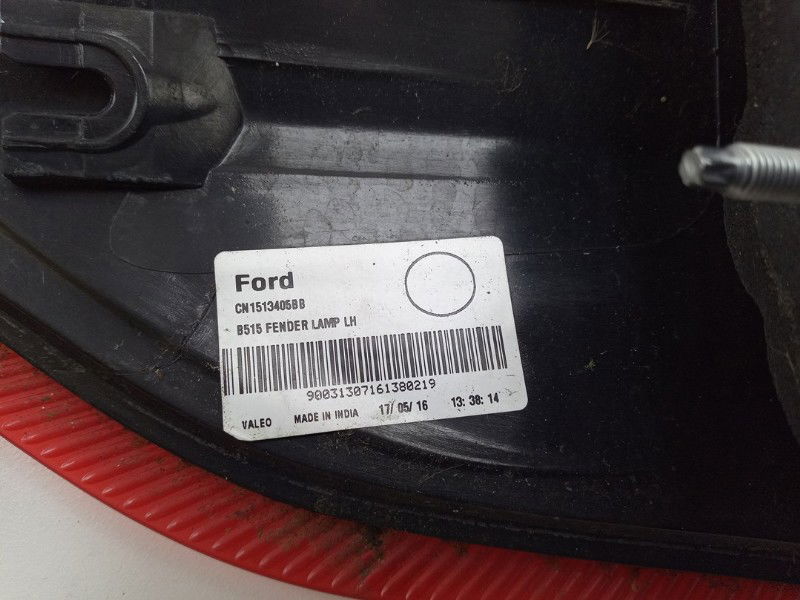 Ford
CN1513405BB
B515 FENDER LAMP LH
90031307161380219
VALEO MADE IN INDIA 17/05/16 13:38:14